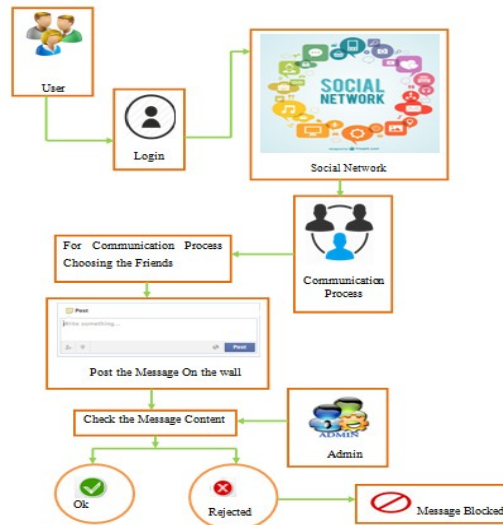 User
Login
SOCIAL
NETWORK
Social Network
Communication
Process
For Communication Process
Choosing the Friends
Post
Write something...
Post
Post the Message On the wall
Check the Message Content
ADMIN
Admin
Ok
Rejected
Message Blocked